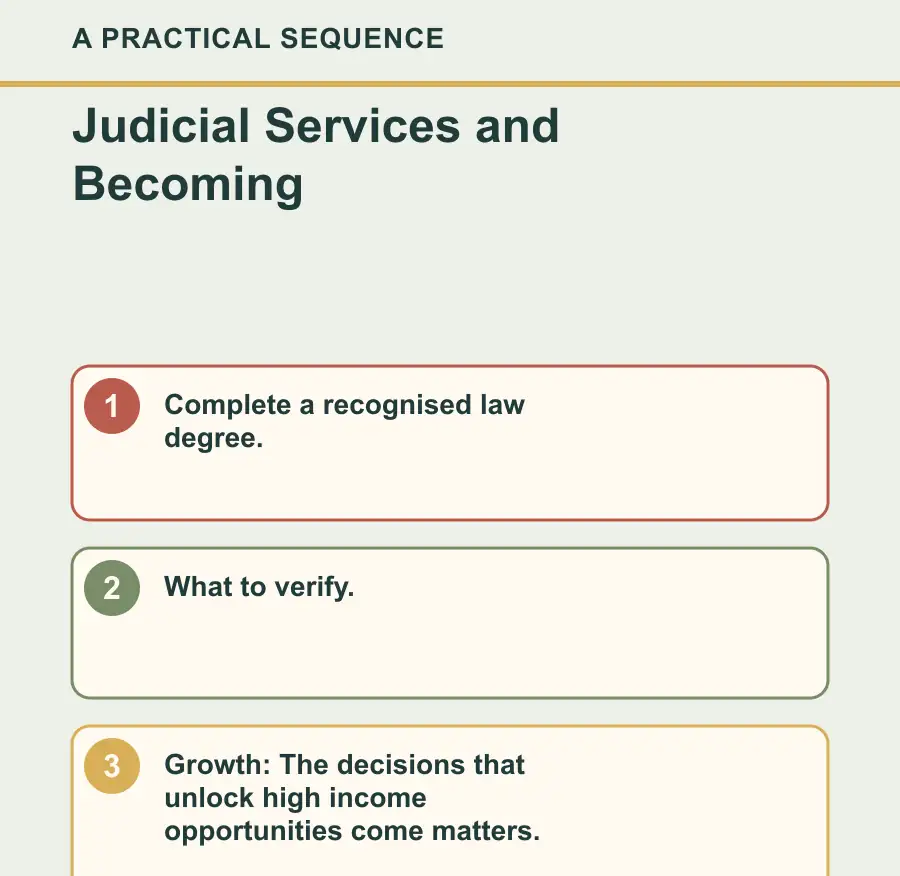 A PRACTICAL SEQUENCE
Judicial Services and
Becoming
1
Complete a recognised law
degree.
2
What to verify.
3
Growth: The decisions that
unlock high income
opportunities come matters.